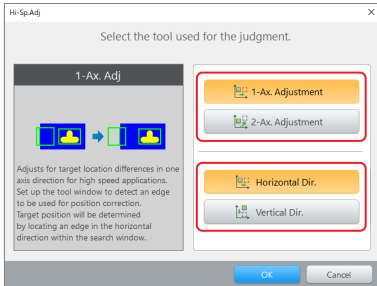 Hi-Sp.Adj
Select the tool used for the judgment.
1-Ax. Adj
Adjusts for target location differences in one
axis direction for high speed applications.
Set up the tool window to detect an edge
to be used for position correction.
Target position will be determined
by locating an edge in the horizontal
direction within the search window.
1-Ax. Adjustment
2-Ax. Adjustment
Horizontal Dir.
Vertical Dir.
OK
Cancel